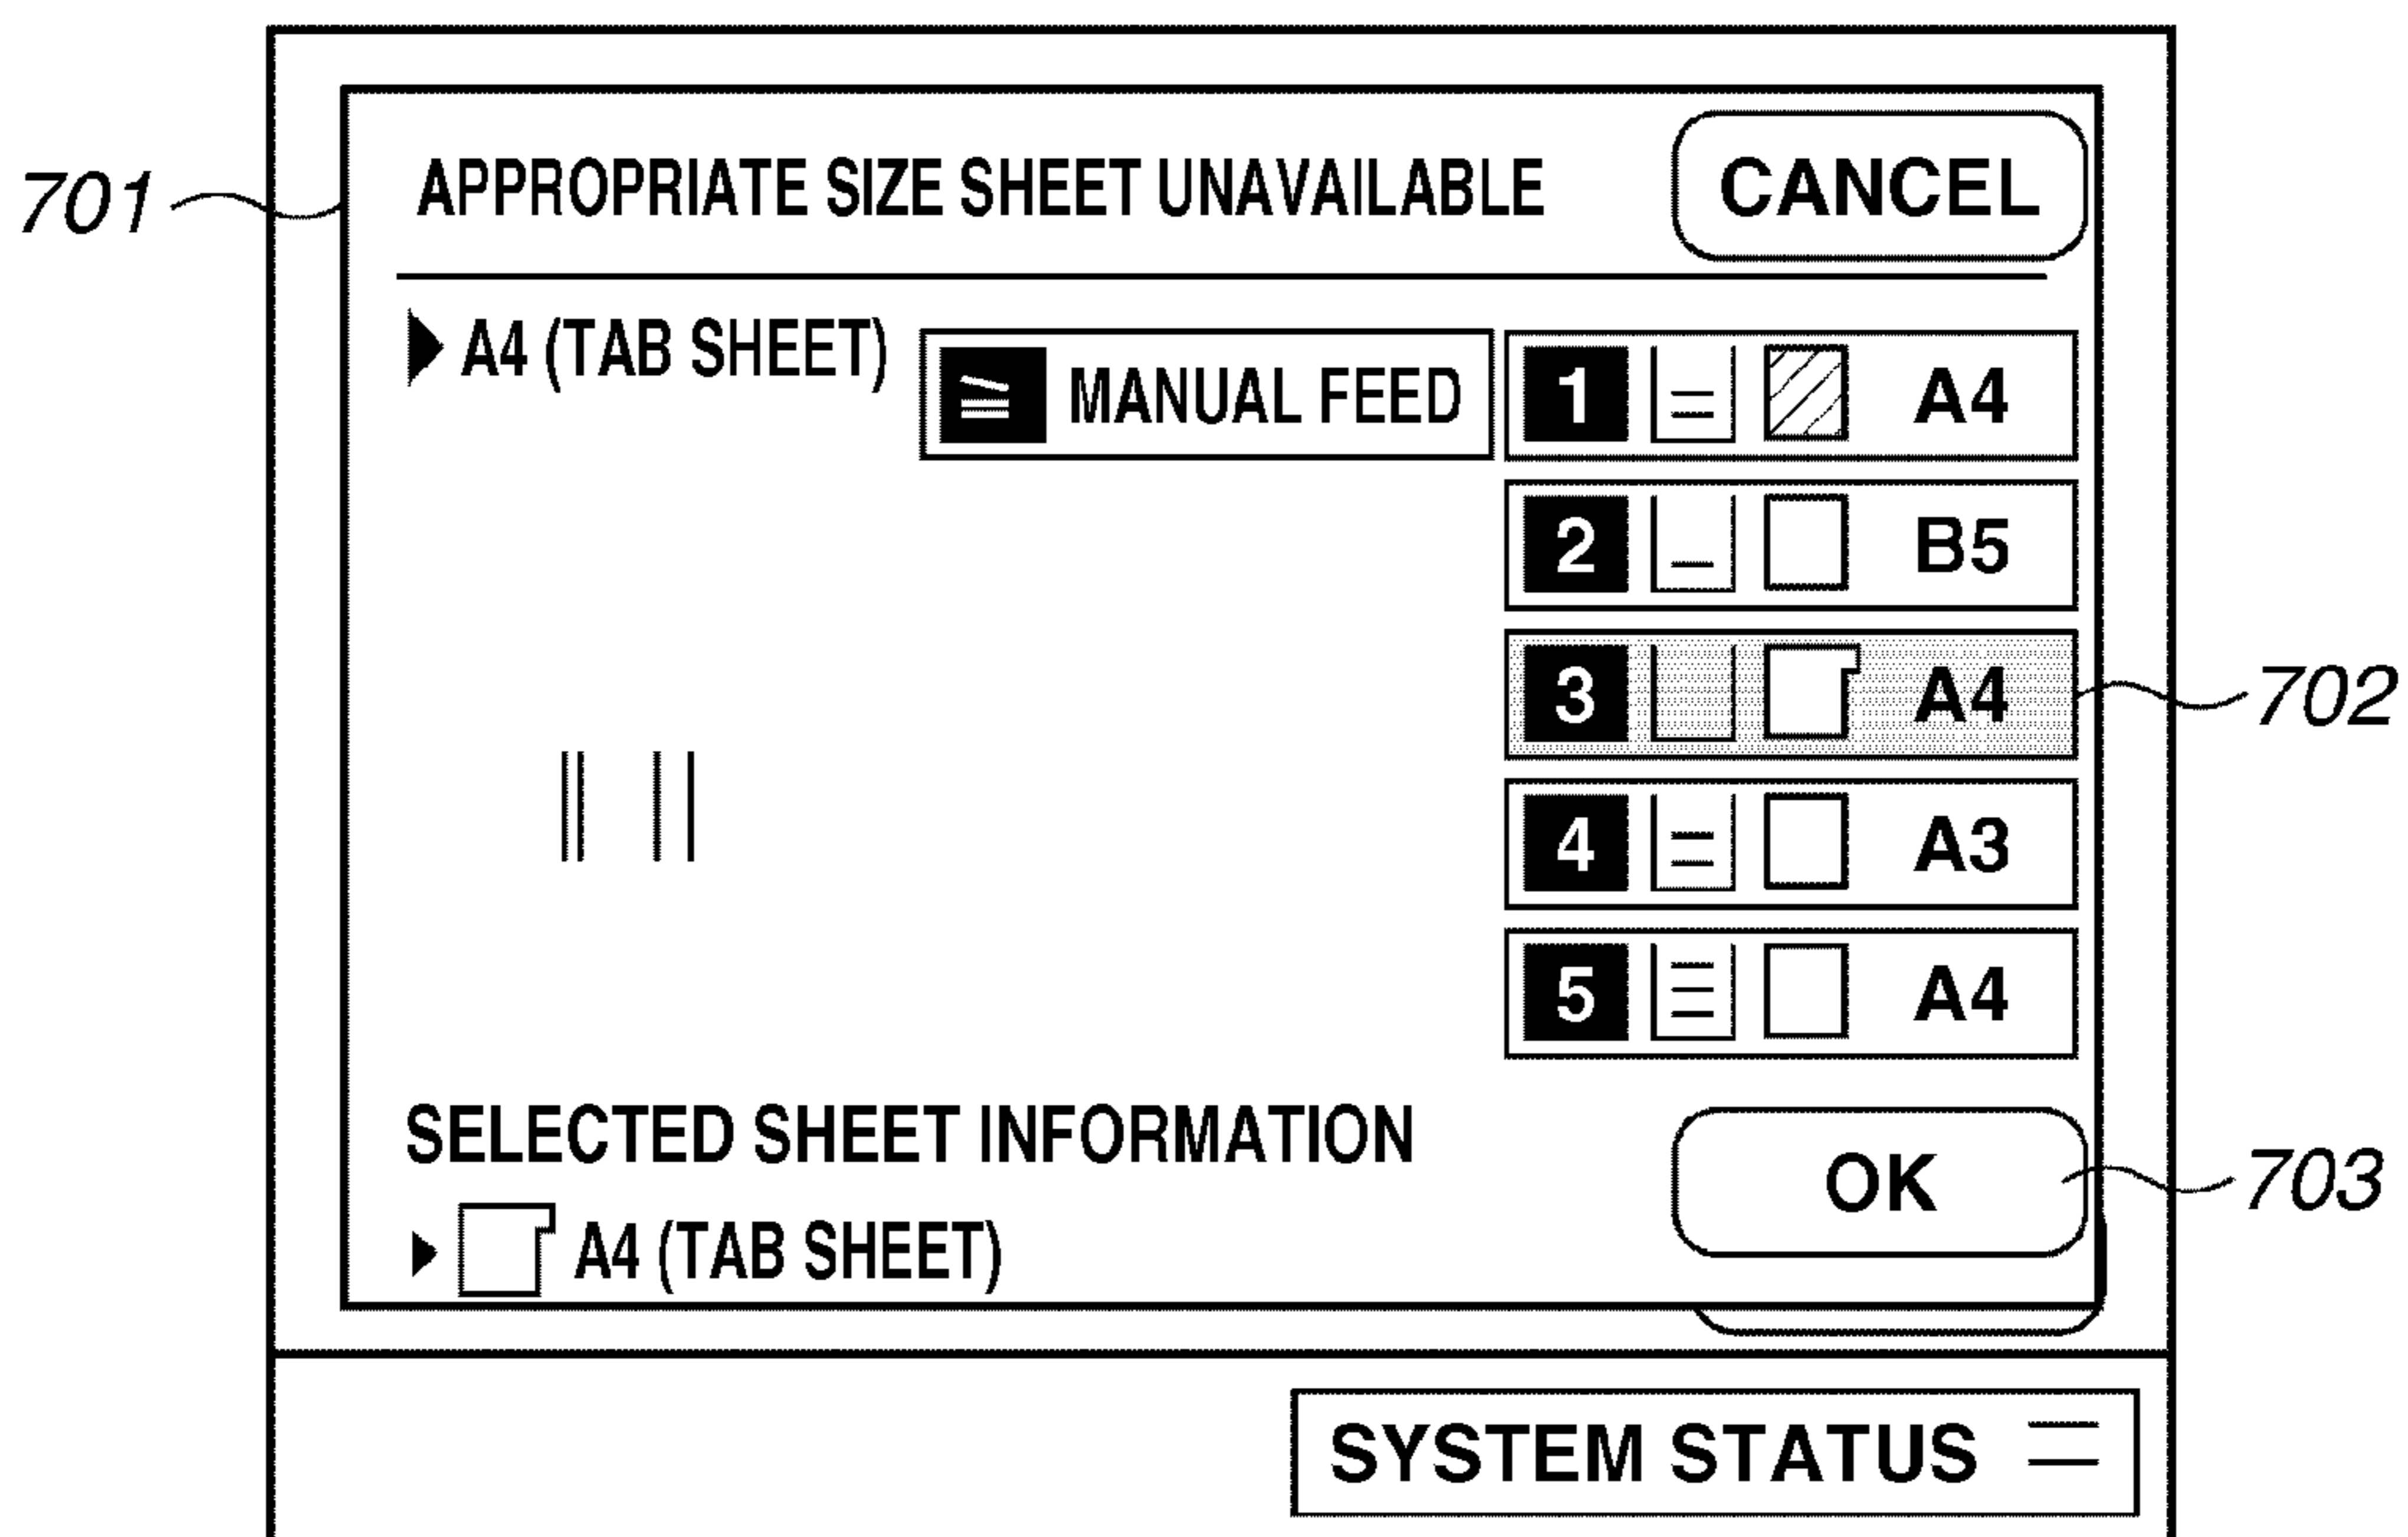 APPROPRIATE SIZE SHEET UNAVAILABLE CANCEL
701
A4 (TAB SHEET) MANUAL FEED 1 A4
2 B5
3 A4 702
4 A3
5 A4
SELECTED SHEET INFORMATION OK 703
A4 (TAB SHEET)
SYSTEM STATUS